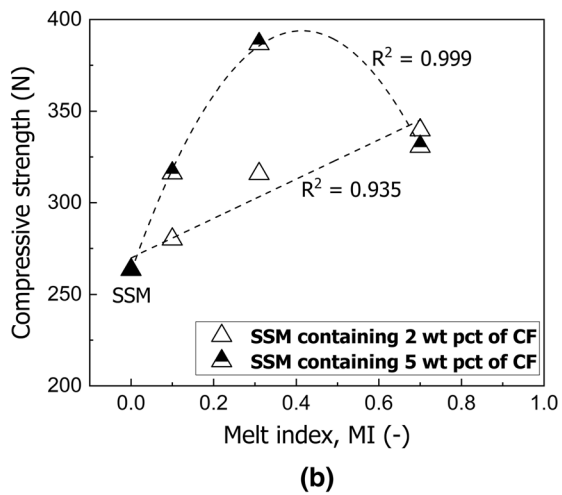 400
350
300
250
200
Compressive strength (N)
R² = 0.999
R² = 0.935
SSM
SSM containing 2 wt pct of CF
SSM containing 5 wt pct of CF
0.0 0.2 0.4 0.6 0.8 1.0
Melt index, MI (-)
(b)